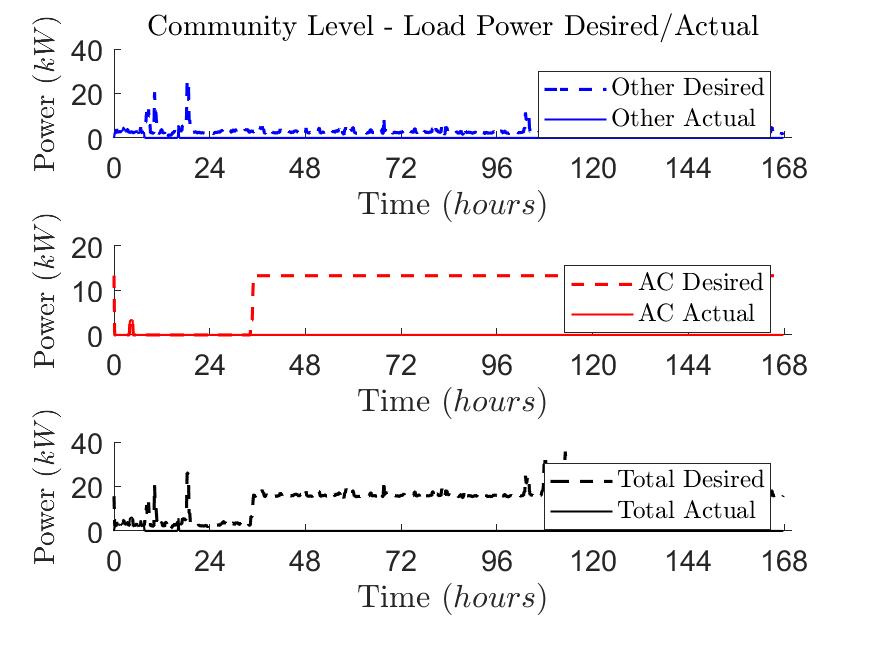 Community Level - Load Power Desired/Actual
Power (kW)
40
20
0
Other Desired
Other Actual
0 24 48 72 96 120 144 168
Time (hours)
Power (kW)
20
10
0
AC Desired
AC Actual
0 24 48 72 96 120 144 168
Time (hours)
Power (kW)
40
20
0
Total Desired
Total Actual
0 24 48 72 96 120 144 168
Time (hours)